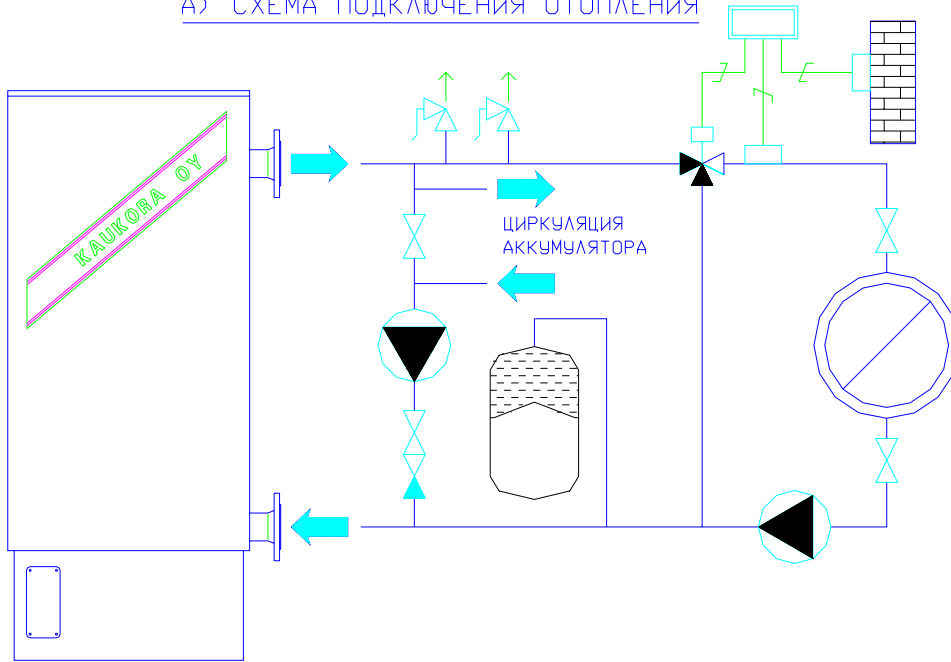 А) СХЕМА ПОДКЛЮЧЕНИЯ ОТОПЛЕНИЯ
KAUKORA OY
ЦИРКУЛЯЦИЯ
АККУМУЛЯТОРА